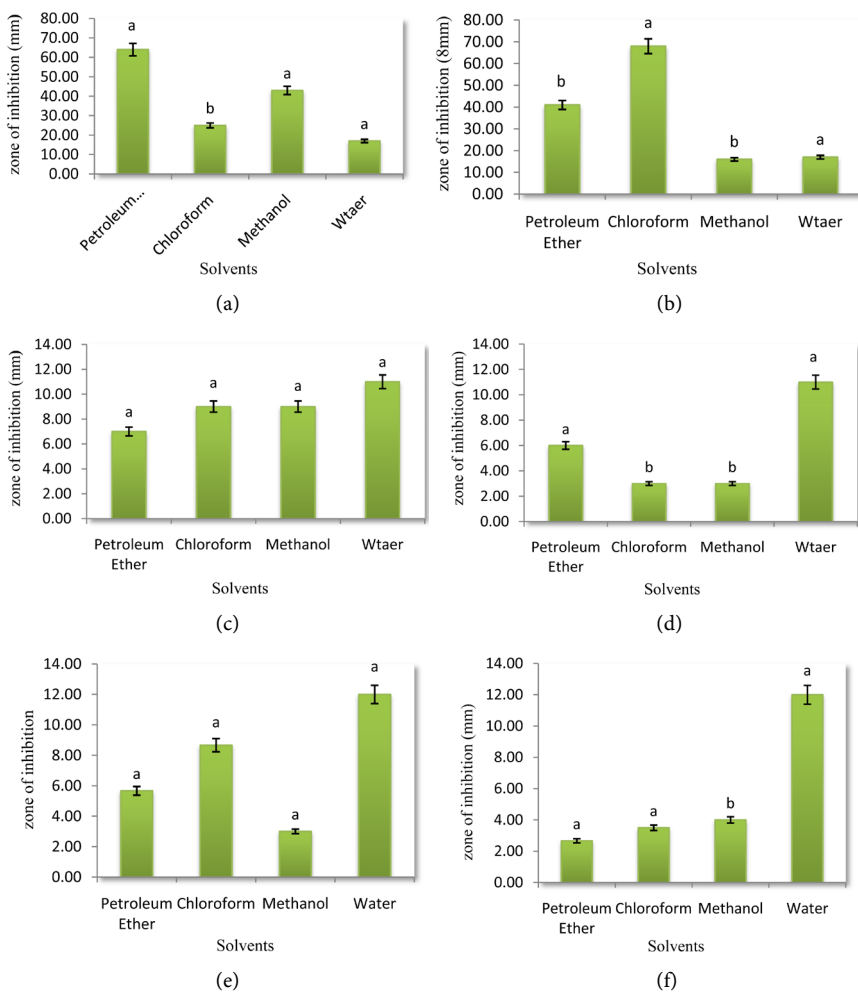 80.00
70.00
60.00
50.00
40.00
30.00
20.00
10.00
0.00
zone of inhibition (mm)
a
b
a
a
Petroleum...
Chloroform
Methanol
Wtaer
Solvents
(a)
80.00
70.00
60.00
50.00
40.00
30.00
20.00
10.00
0.00
zone of inhibition (8mm)
b
a
b
a
Petroleum
Ether
Chloroform
Methanol
Wtaer
Solvents
(b)
14.00
12.00
10.00
8.00
6.00
4.00
2.00
0.00
zone of inhibition (mm)
a
a
a
a
Petroleum
Ether
Chloroform
Methanol
Wtaer
Solvents
(c)
14.00
12.00
10.00
8.00
6.00
4.00
2.00
0.00
zone of inhibition (mm)
a
b
b
a
Petroleum
Ether
Chloroform
Methanol
Wtaer
Solvents
(d)
14.00
12.00
10.00
8.00
6.00
4.00
2.00
0.00
zone of inhibition
a
a
a
a
Petroleum
Ether
Chloroform
Methanol
Water
Solvents
(e)
14.00
12.00
10.00
8.00
6.00
4.00
2.00
0.00
zone of inhibition (mm)
a
a
b
a
Petroleum
Ether
Chloroform
Methanol
Water
Solvents
(f)